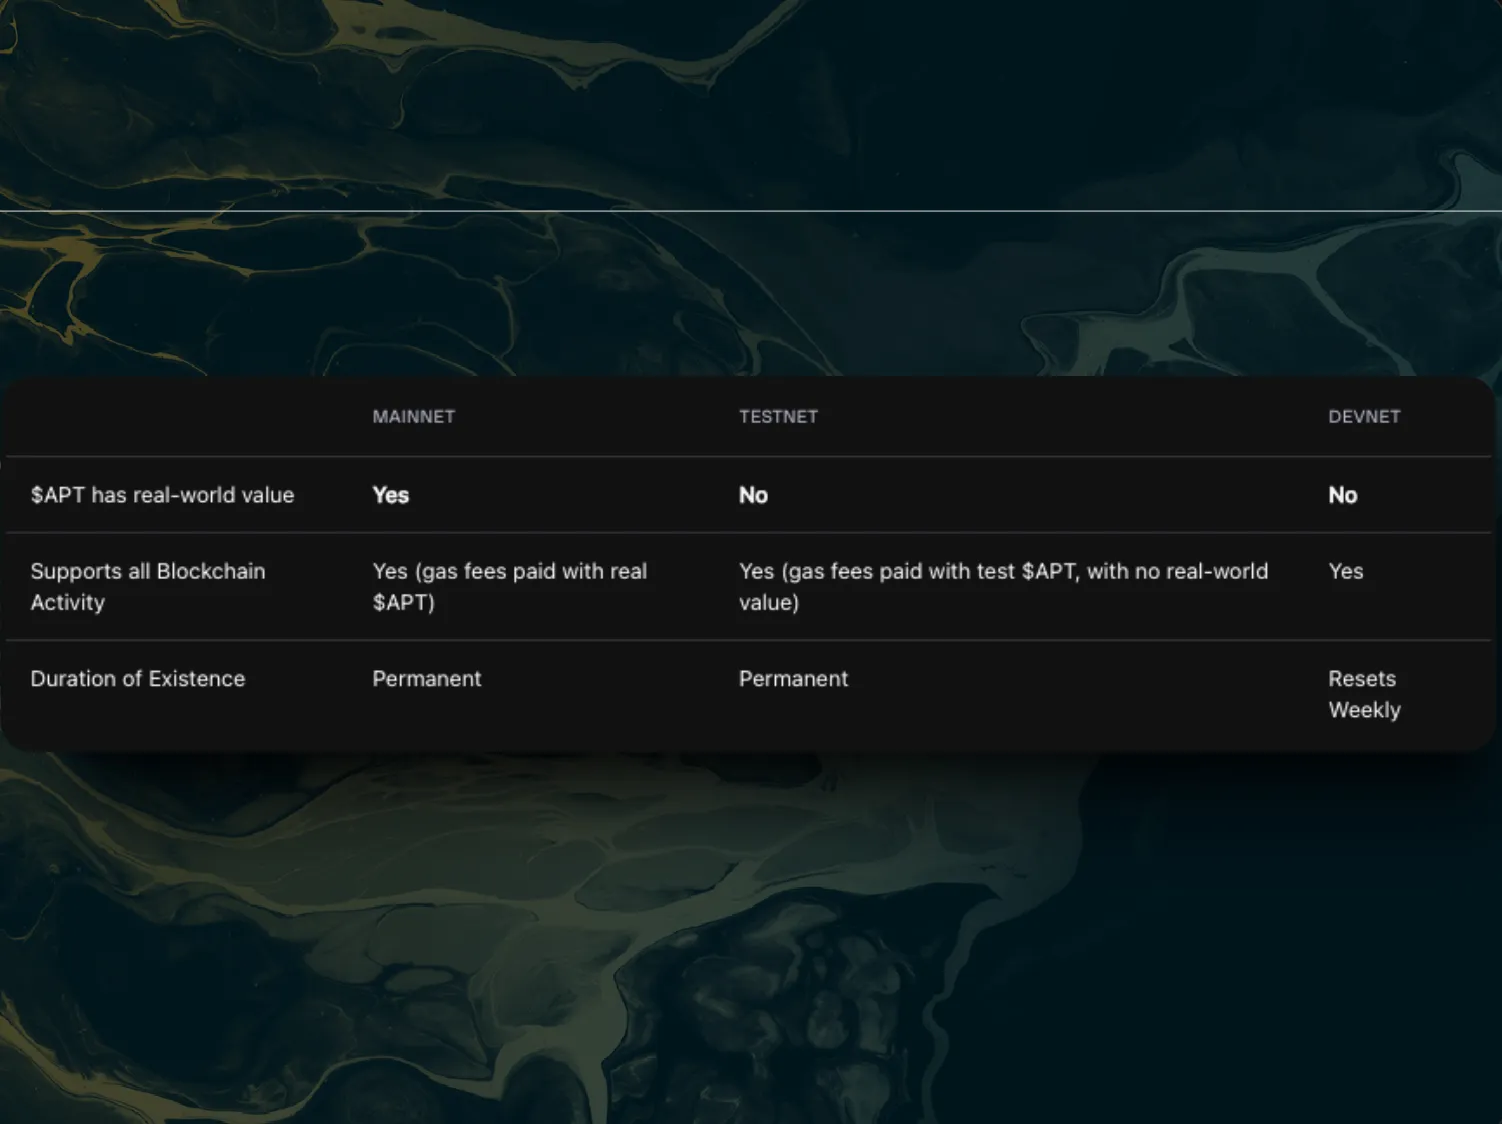 MAINNET TESTNET DEVNET
$APT has real-world value Yes No No
Supports all Blockchain Yes (gas fees paid with real Yes (gas fees paid with test $APT, with no real-world Yes
Activity $APT) value)
Duration of Existence Permanent Permanent Resets
Weekly